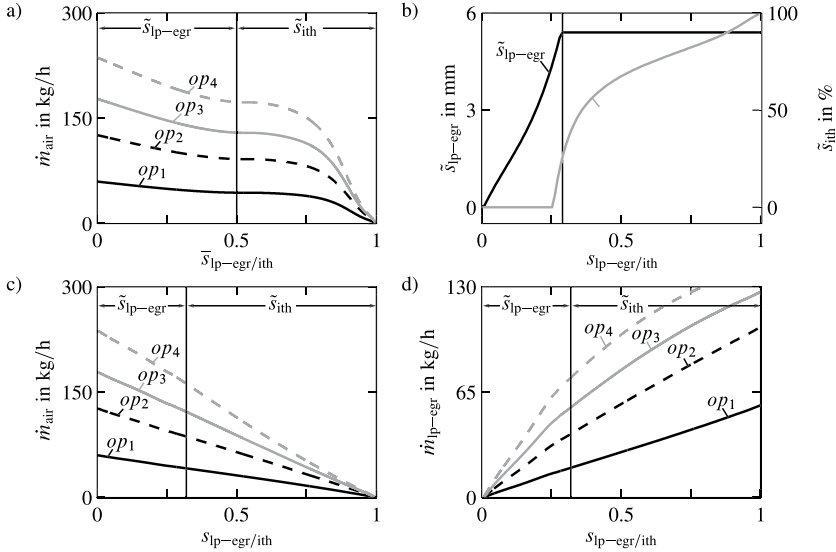 a)
300
150
0
ṁair in kg/h
s̃lp−egr
s̃ith
op4
op3
op2
op1
0
0.5
1
s̄lp−egr/ith
b)
6
3
0
s̃lp−egr in mm
s̃lp−egr
100
50
0
s̃ith in %
0
0.5
1
slp−egr/ith
c)
300
150
0
ṁair in kg/h
s̃lp−egr
s̃ith
op4
op3
op2
op1
0
0.5
1
slp−egr/ith
d)
130
65
0
ṁlp−egr in kg/h
s̃lp−egr
s̃ith
op4
op3
op2
op1
0
0.5
1
slp−egr/ith